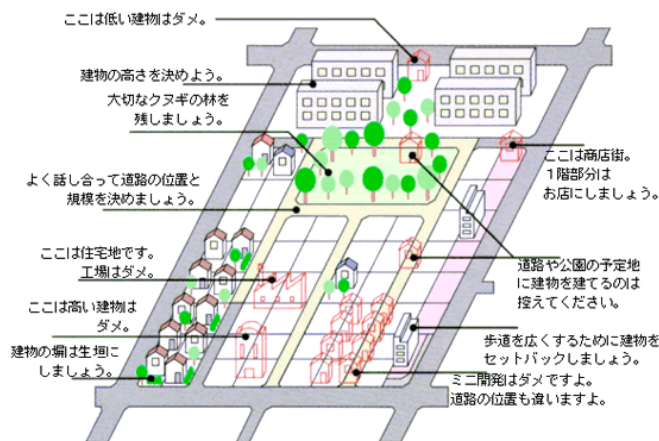 ここは低い建物はダメ。
建物の高さを決めよう。
大切なクヌギの林を
残しましょう。
ここは商店街。
1階部分は
お店にしましょう。
よく話し合って道路の位置と
規模を決めましょう。
ここは住宅地です。
工場はダメ。
道路や公園の予定地
に建物を建てるのは
控えてください。
ここは高い建物は
ダメ。
歩道を広くするために建物を
セットバックしましょう。
建物の塀は生垣に
しましょう。
ミニ開発はダメですよ。
道路の位置も違いますよ。